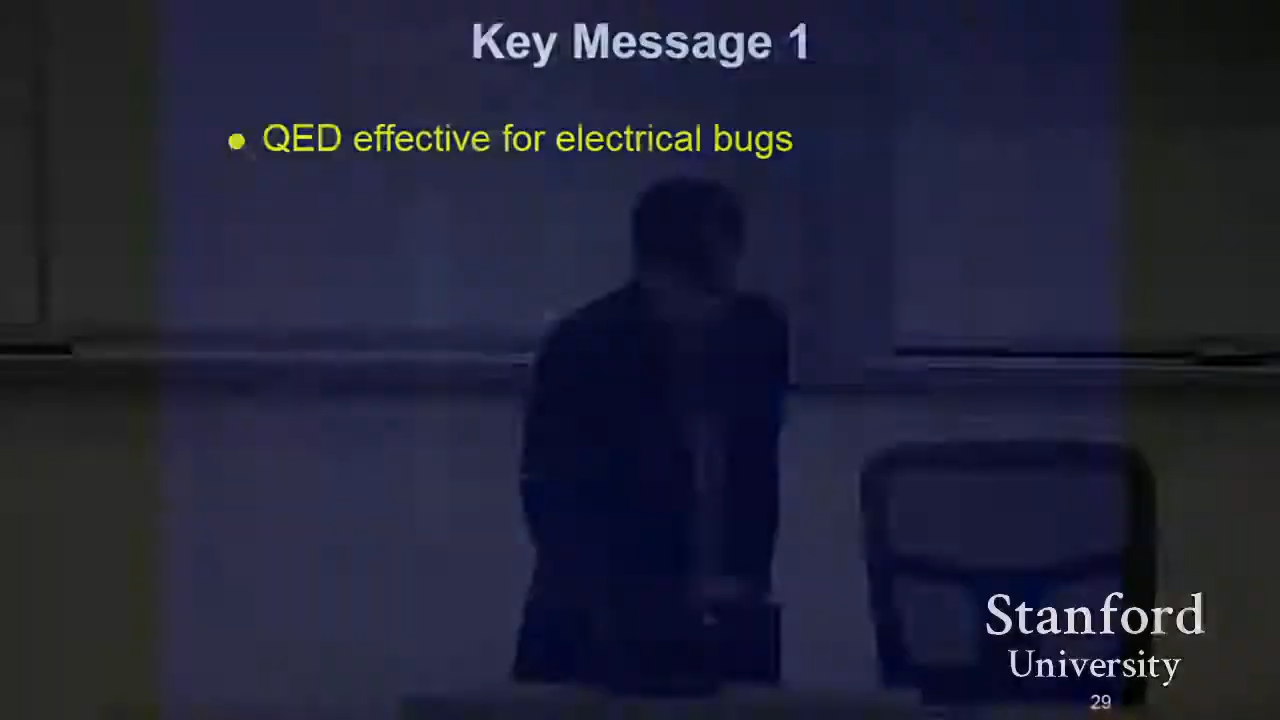 Key Message 1
• QED effective for electrical bugs
Stanford
University
29